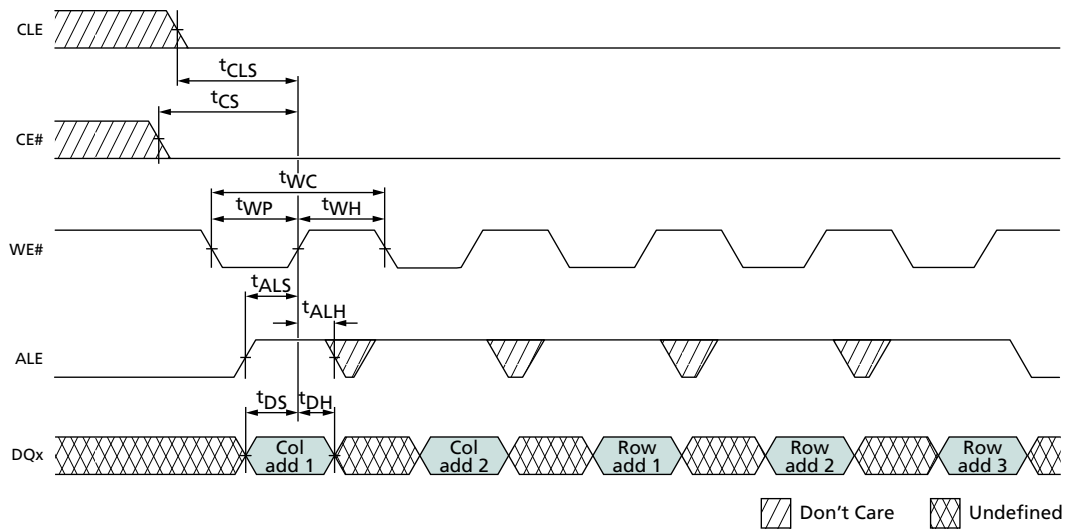 CLE
tCLS
tCS
CE#
tWC
tWP
tWH
WE#
tALS
tALH
ALE
tDS
tDH
DQx
Col
add 1
Col
add 2
Row
add 1
Row
add 2
Row
add 3
Don't Care
Undefined